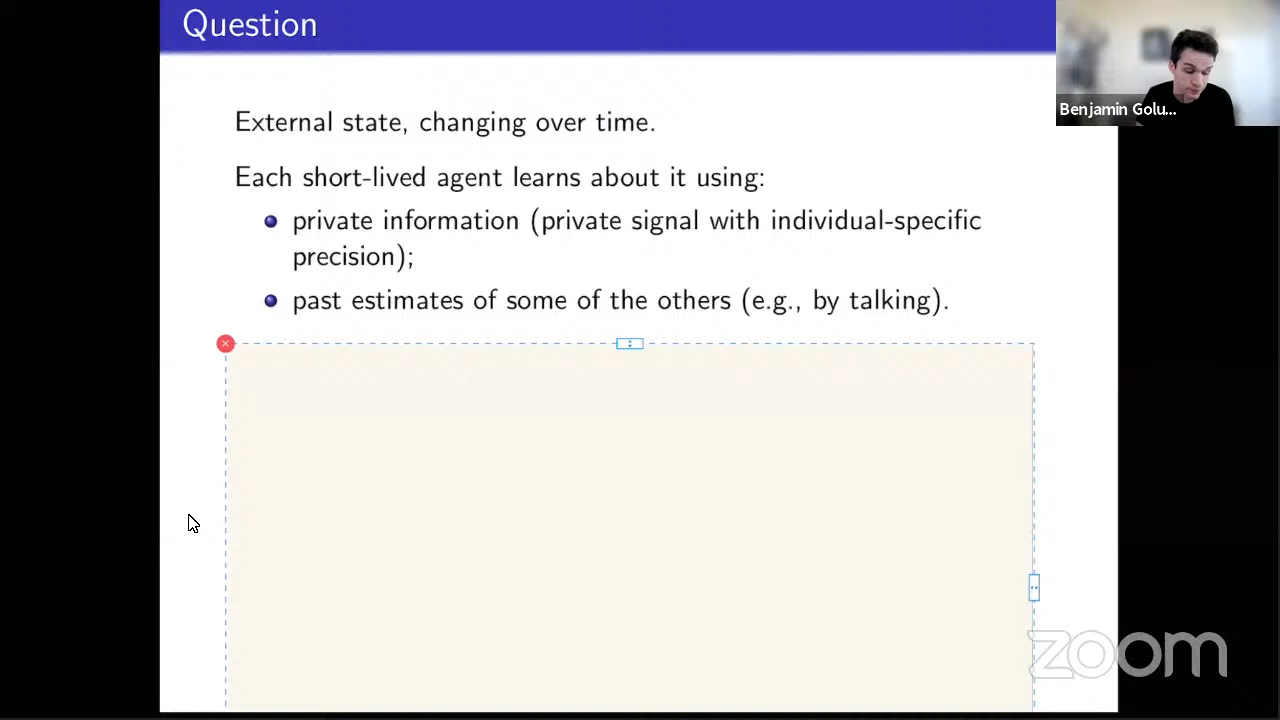 Question
Benjamin Golu...
External state, changing over time.
Each short-lived agent learns about it using:
private information (private signal with individual-specific
precision);
past estimates of some of the others (e.g., by talking).
zoom